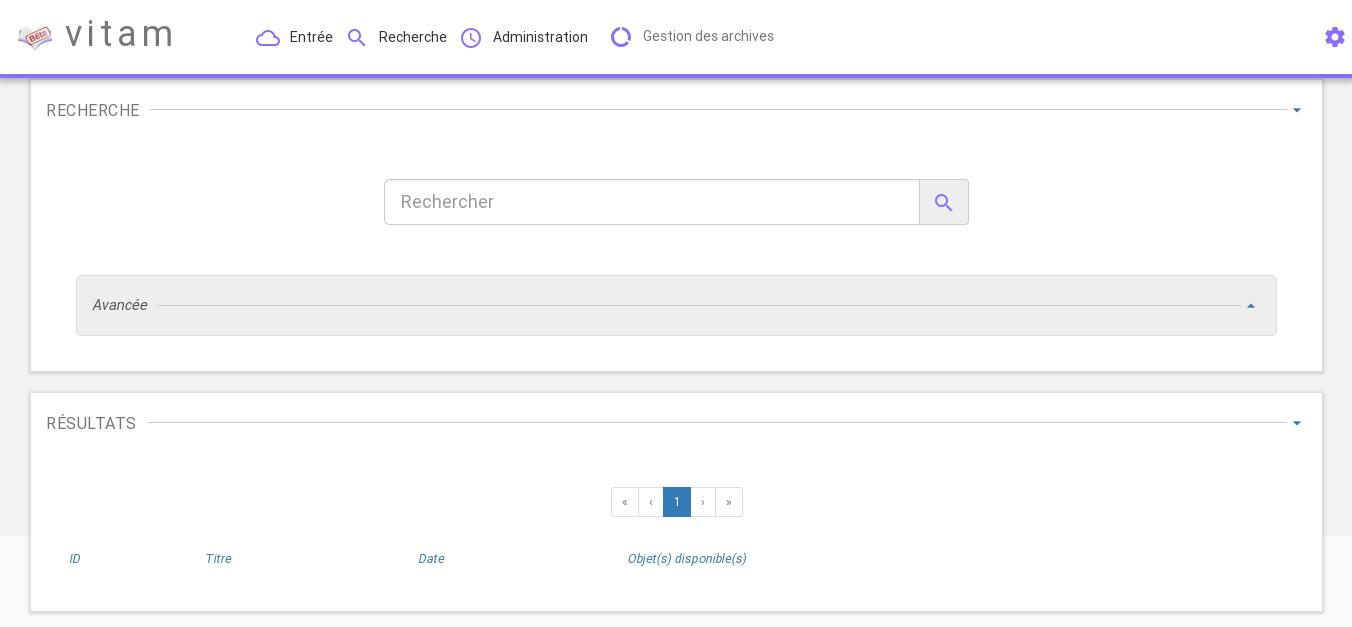 Bêta vitam Entrée Recherche Administration Gestion des archives
RECHERCHE
Rechercher
Avancée
RÉSULTATS
« ‹ 1 › »
ID Titre Date Objet(s) disponible(s)